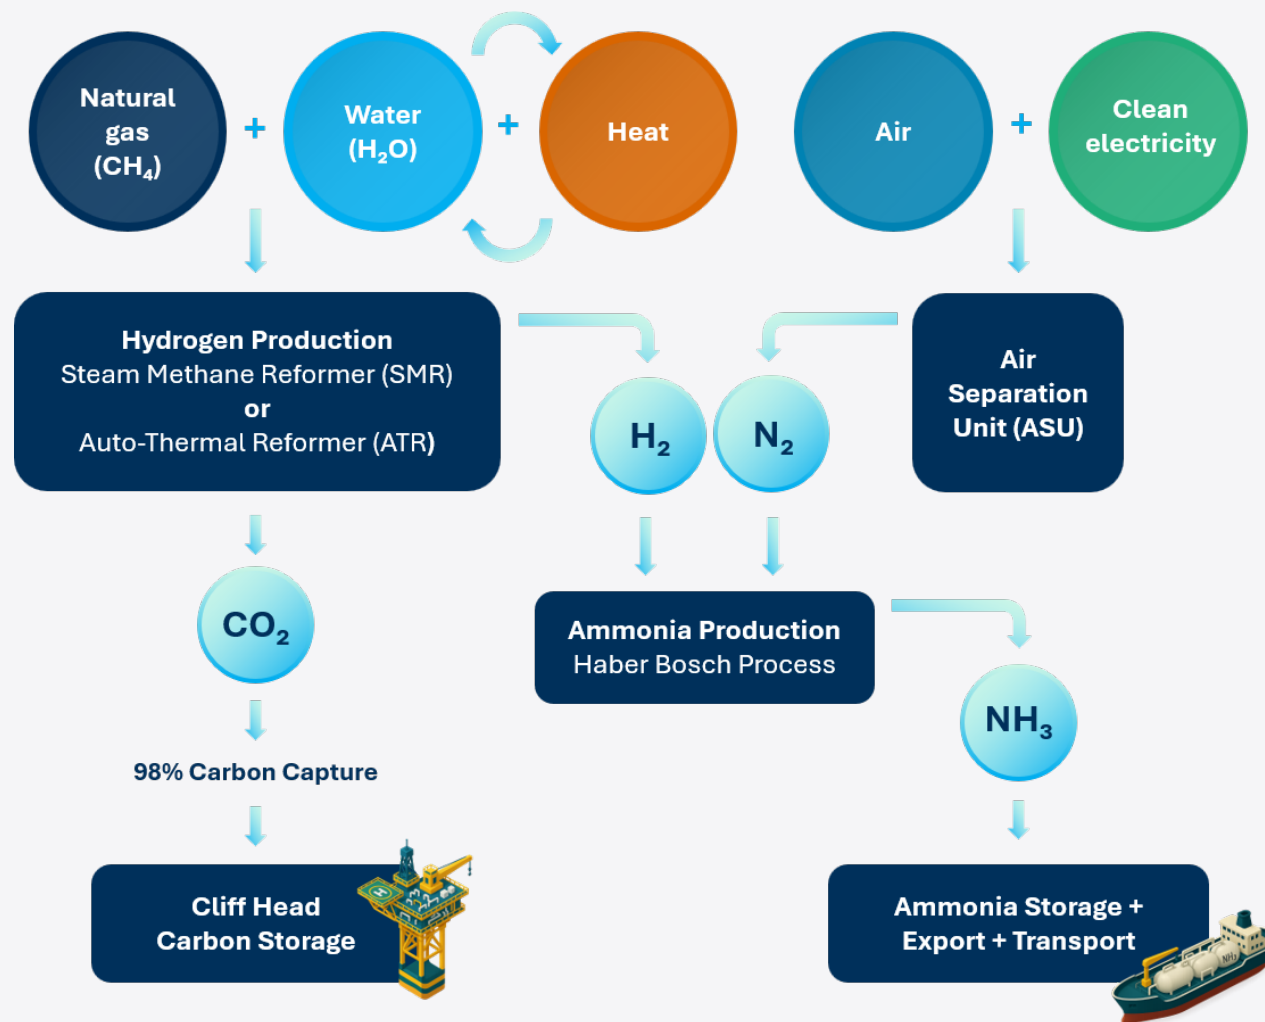 Natural
gas
(CH₄)
+
Water
(H₂O)
+
Heat
Air
+
Clean
electricity
Hydrogen Production
Steam Methane Reformer (SMR)
or
Auto-Thermal Reformer (ATR)
H₂
N₂
Air
Separation
Unit (ASU)
CO₂
Ammonia Production
Haber Bosch Process
NH₃
98% Carbon Capture
Cliff Head
Carbon Storage
H
Ammonia Storage +
Export + Transport
NH₃